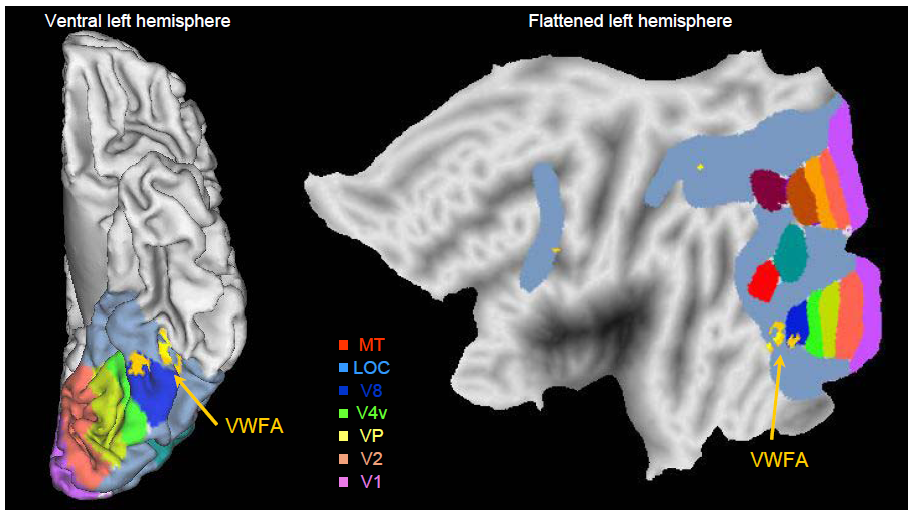 Ventral left hemisphere
Flattened left hemisphere
MT
LOC
V8
V4v
VP
V2
V1
VWFA
VWFA